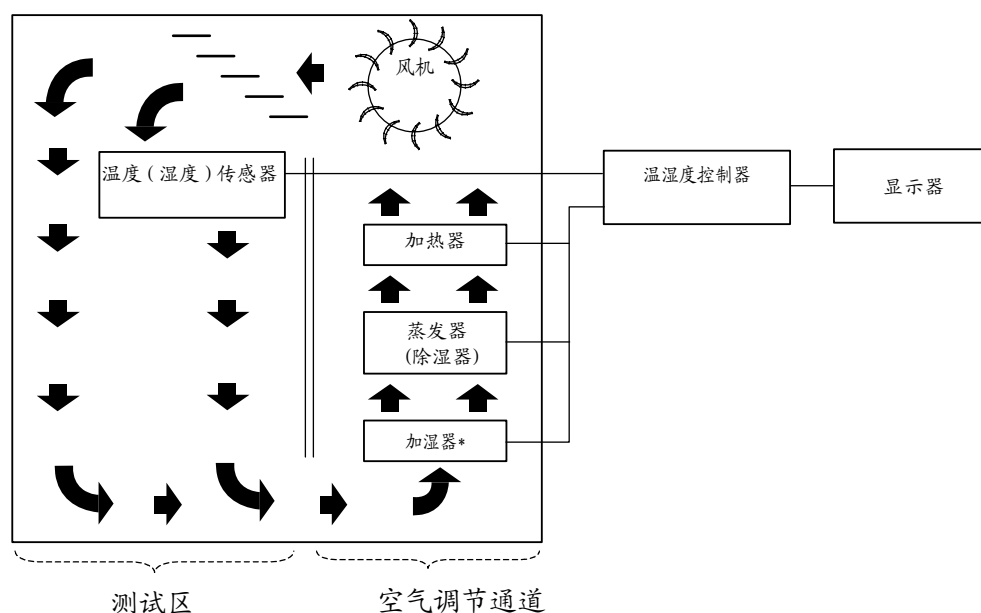 风机
温度(湿度)传感器
温湿度控制器
显示器
加热器
蒸发器
(除湿器)
加湿器*
测试区
空气调节通道